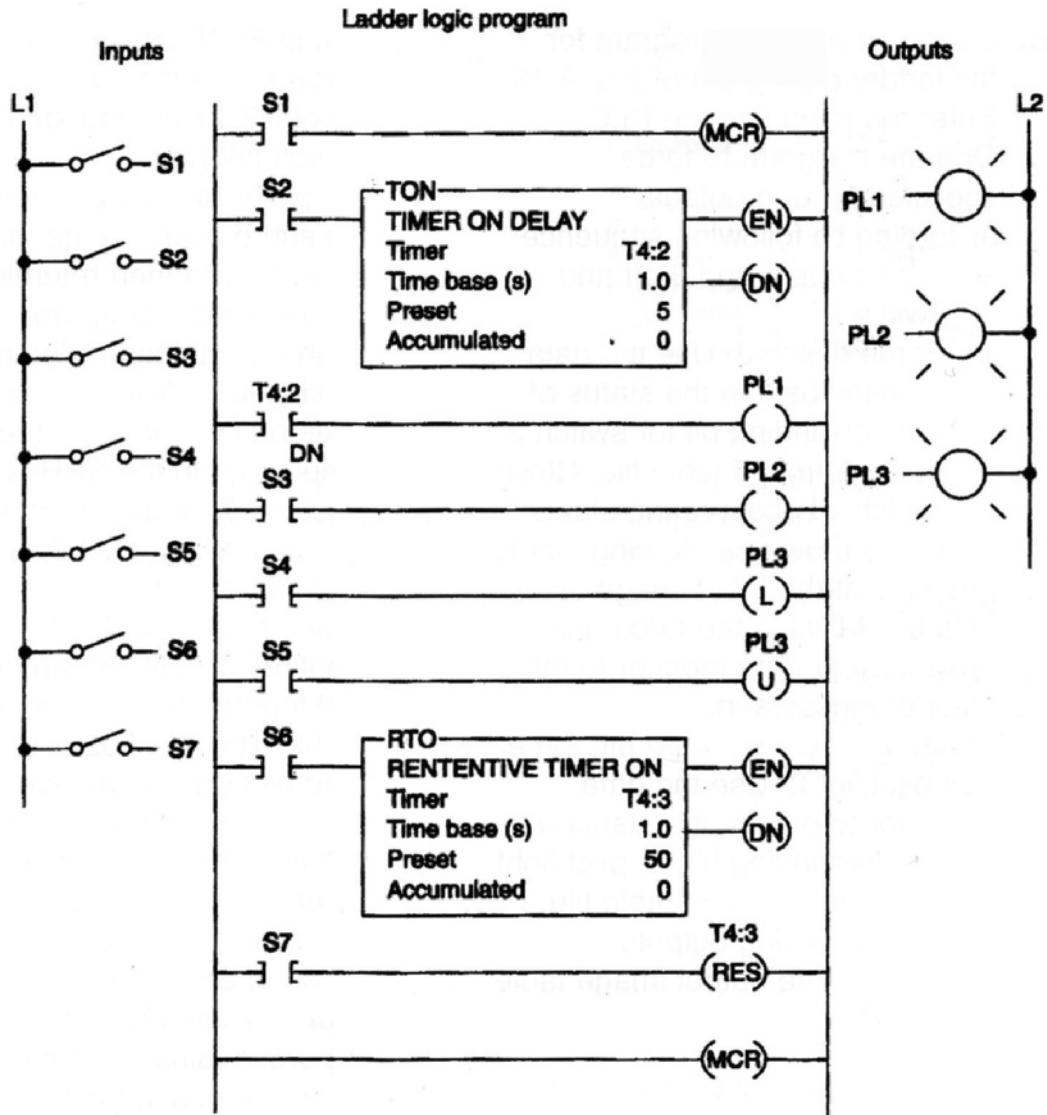 Ladder logic program
Inputs
Outputs
L1
L2
S1
S2
S3
S4
S5
S6
S7
S1
MCR
S2
TON
TIMER ON DELAY
Timer T4:2
Time base (s) 1.0
Preset 5
Accumulated 0
EN
DN
T4:2
DN
PL1
S3
PL2
S4
PL3
L
S5
PL3
U
S6
RTO
RENTENTIVE TIMER ON
Timer T4:3
Time base (s) 1.0
Preset 50
Accumulated 0
EN
DN
S7
T4:3
RES
MCR
PL1
PL2
PL3